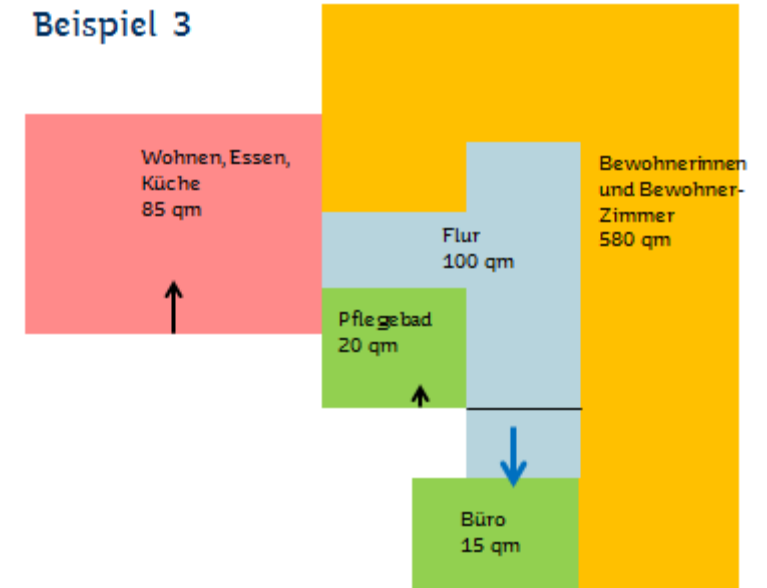 Beispiel 3
Wohnen, Essen,
Küche
85 qm
Bewohnerinnen
und Bewohner-
Zimmer
580 qm
Flur
100 qm
Pflegebad
20 qm
Büro
15 qm